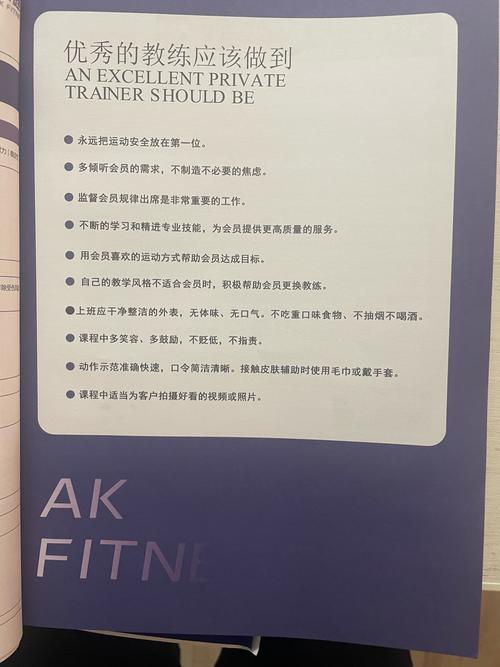 AK FITN
优秀的教练应该做到
AN EXCELLENT PRIVATE
TRAINER SHOULD BE
● 永远把运动安全放在第一位。
● 多倾听会员的需求，不制造不必要的焦虑。
● 监督会员规律出席是非常重要的工作。
● 不断的学习和精进专业技能，为会员提供更高质量的服务。
● 用会员喜欢的运动方式帮助会员达成目标。
● 自己的教学风格不适合会员时，积极帮助会员更换教练。
●上班应干净整洁的外表，无体味、无口气。不吃重口味食物、不抽烟不喝酒。
● 课程中多笑容、多鼓励，不贬低，不指责。
● 动作示范准确快速，口令简洁清晰。接触皮肤辅助时使用毛巾或戴手套。
● 课程中适当为客户拍摄好看的视频或照片。
AK
FITNE